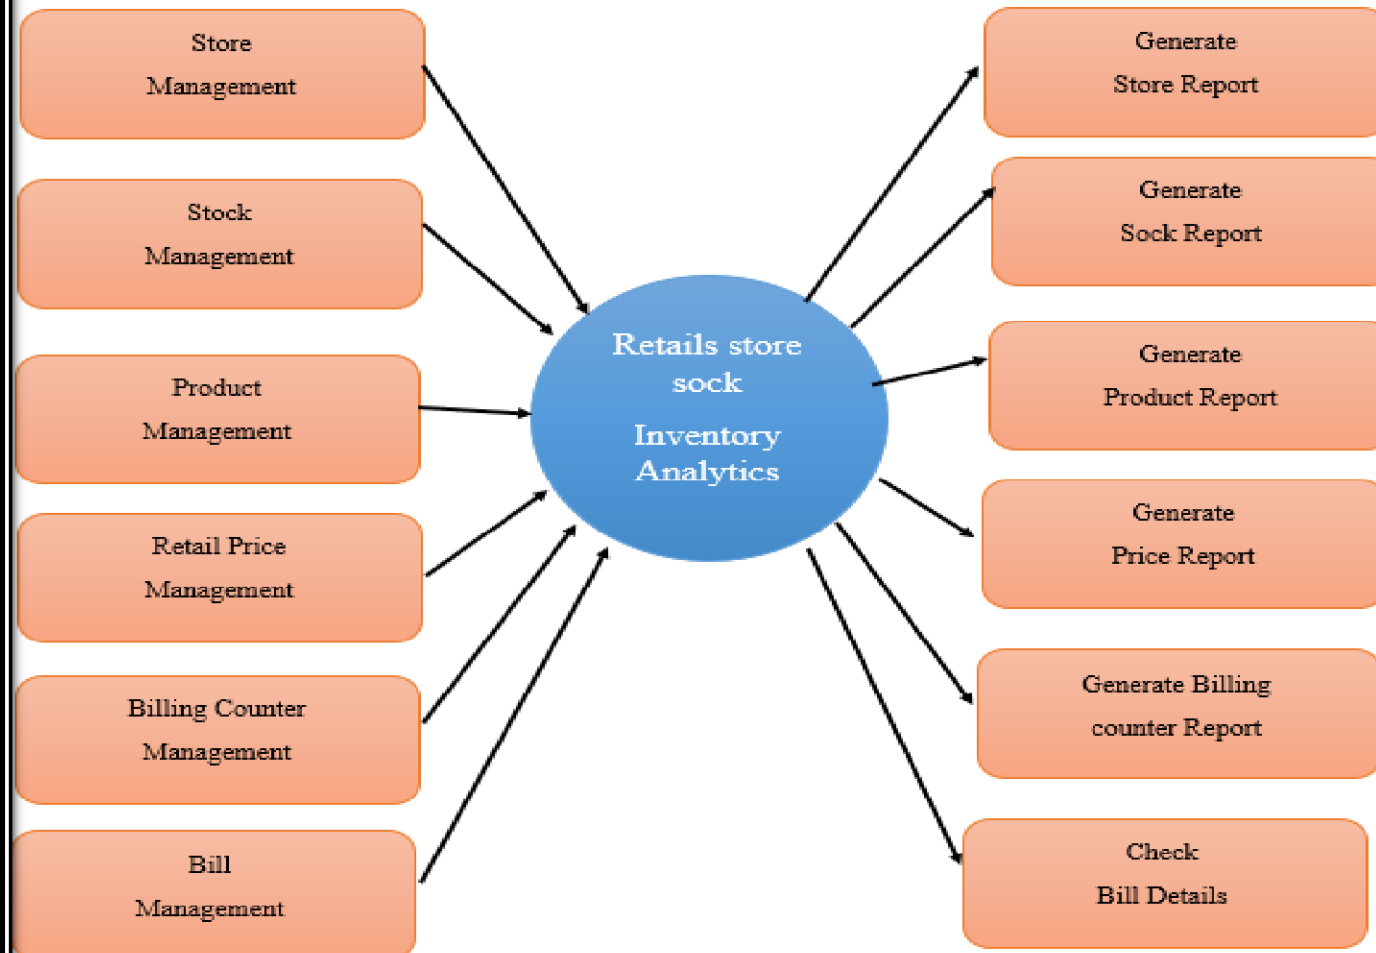 Store
Management
Stock
Management
Product
Management
Retail Price
Management
Billing Counter
Management
Bill
Management
Retails store
sock
Inventory
Analytics
Generate
Store Report
Generate
Sock Report
Generate
Product Report
Generate
Price Report
Generate Billing
counter Report
Check
Bill Details